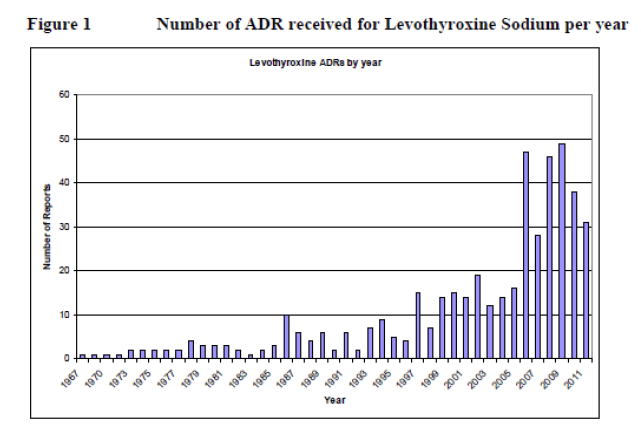 Figure 1 Number of ADR received for Levothyroxine Sodium per year
Levothyroxine ADRs by year
60
50
40
30
20
10
0
Number of Reports
1967 1970 1973 1975 1977 1979 1981 1983 1985 1987 1989 1991 1993 1995 1997 1999 2001 2003 2005 2007 2009 2011
Year